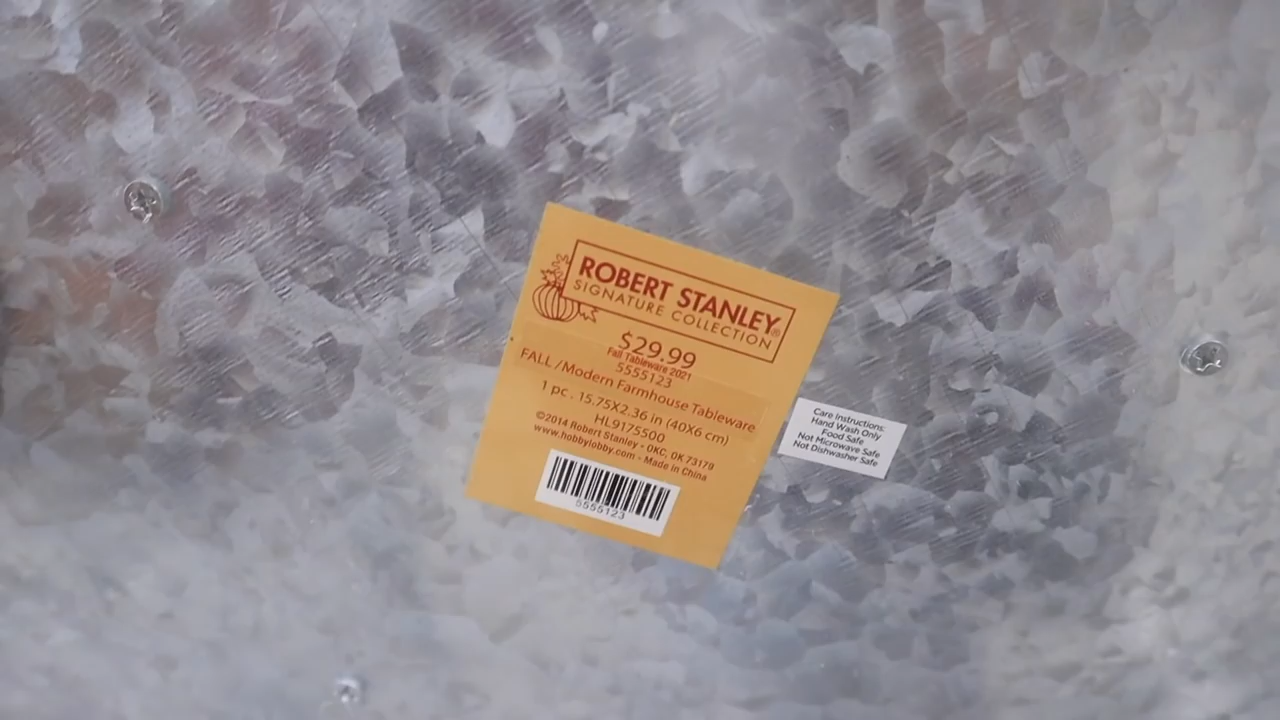 ROBERT STANLEY®
SIGNATURE COLLECTION
$29.99
Fall Tableware 2021
5555123
FALL /Modern Farmhouse Tableware
1 pc . 15.75X2.36 in (40X6 cm)
HL9175500
©2014 Robert Stanley - OKC, OK 73179
www.hobbylobby.com - Made in China
5555123
Care Instructions:
Hand Wash Only
Food Safe
Not Microwave Safe
Not Dishwasher Safe